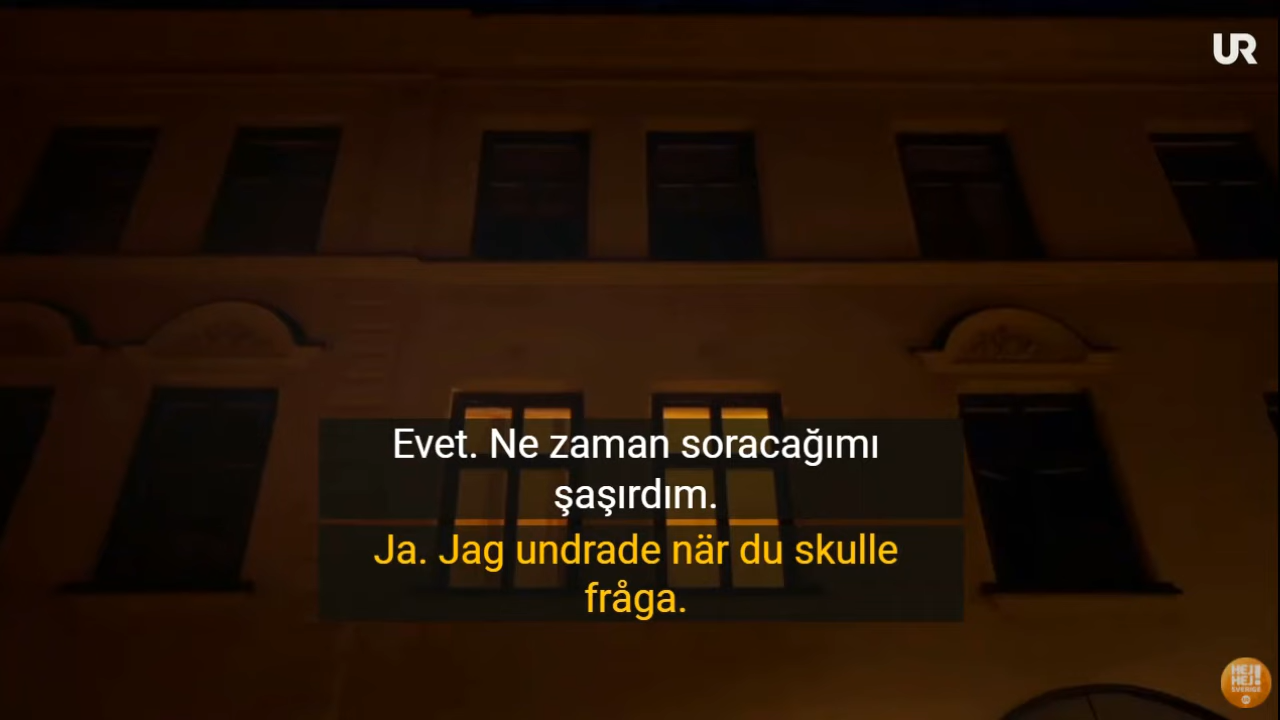 UR
Evet. Ne zaman soracağımı
şaşırdım.
Ja. Jag undrade när du skulle
fråga.
HEJ
HEJ!
SVERIGE